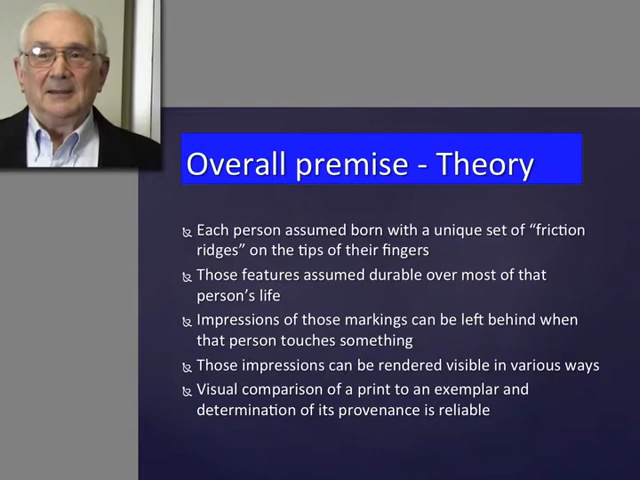 Overall premise - Theory
Each person assumed born with a unique set of “friction
ridges” on the tips of their fingers
Those features assumed durable over most of that
person’s life
Impressions of those markings can be left behind when
that person touches something
Those impressions can be rendered visible in various ways
Visual comparison of a print to an exemplar and
determination of its provenance is reliable